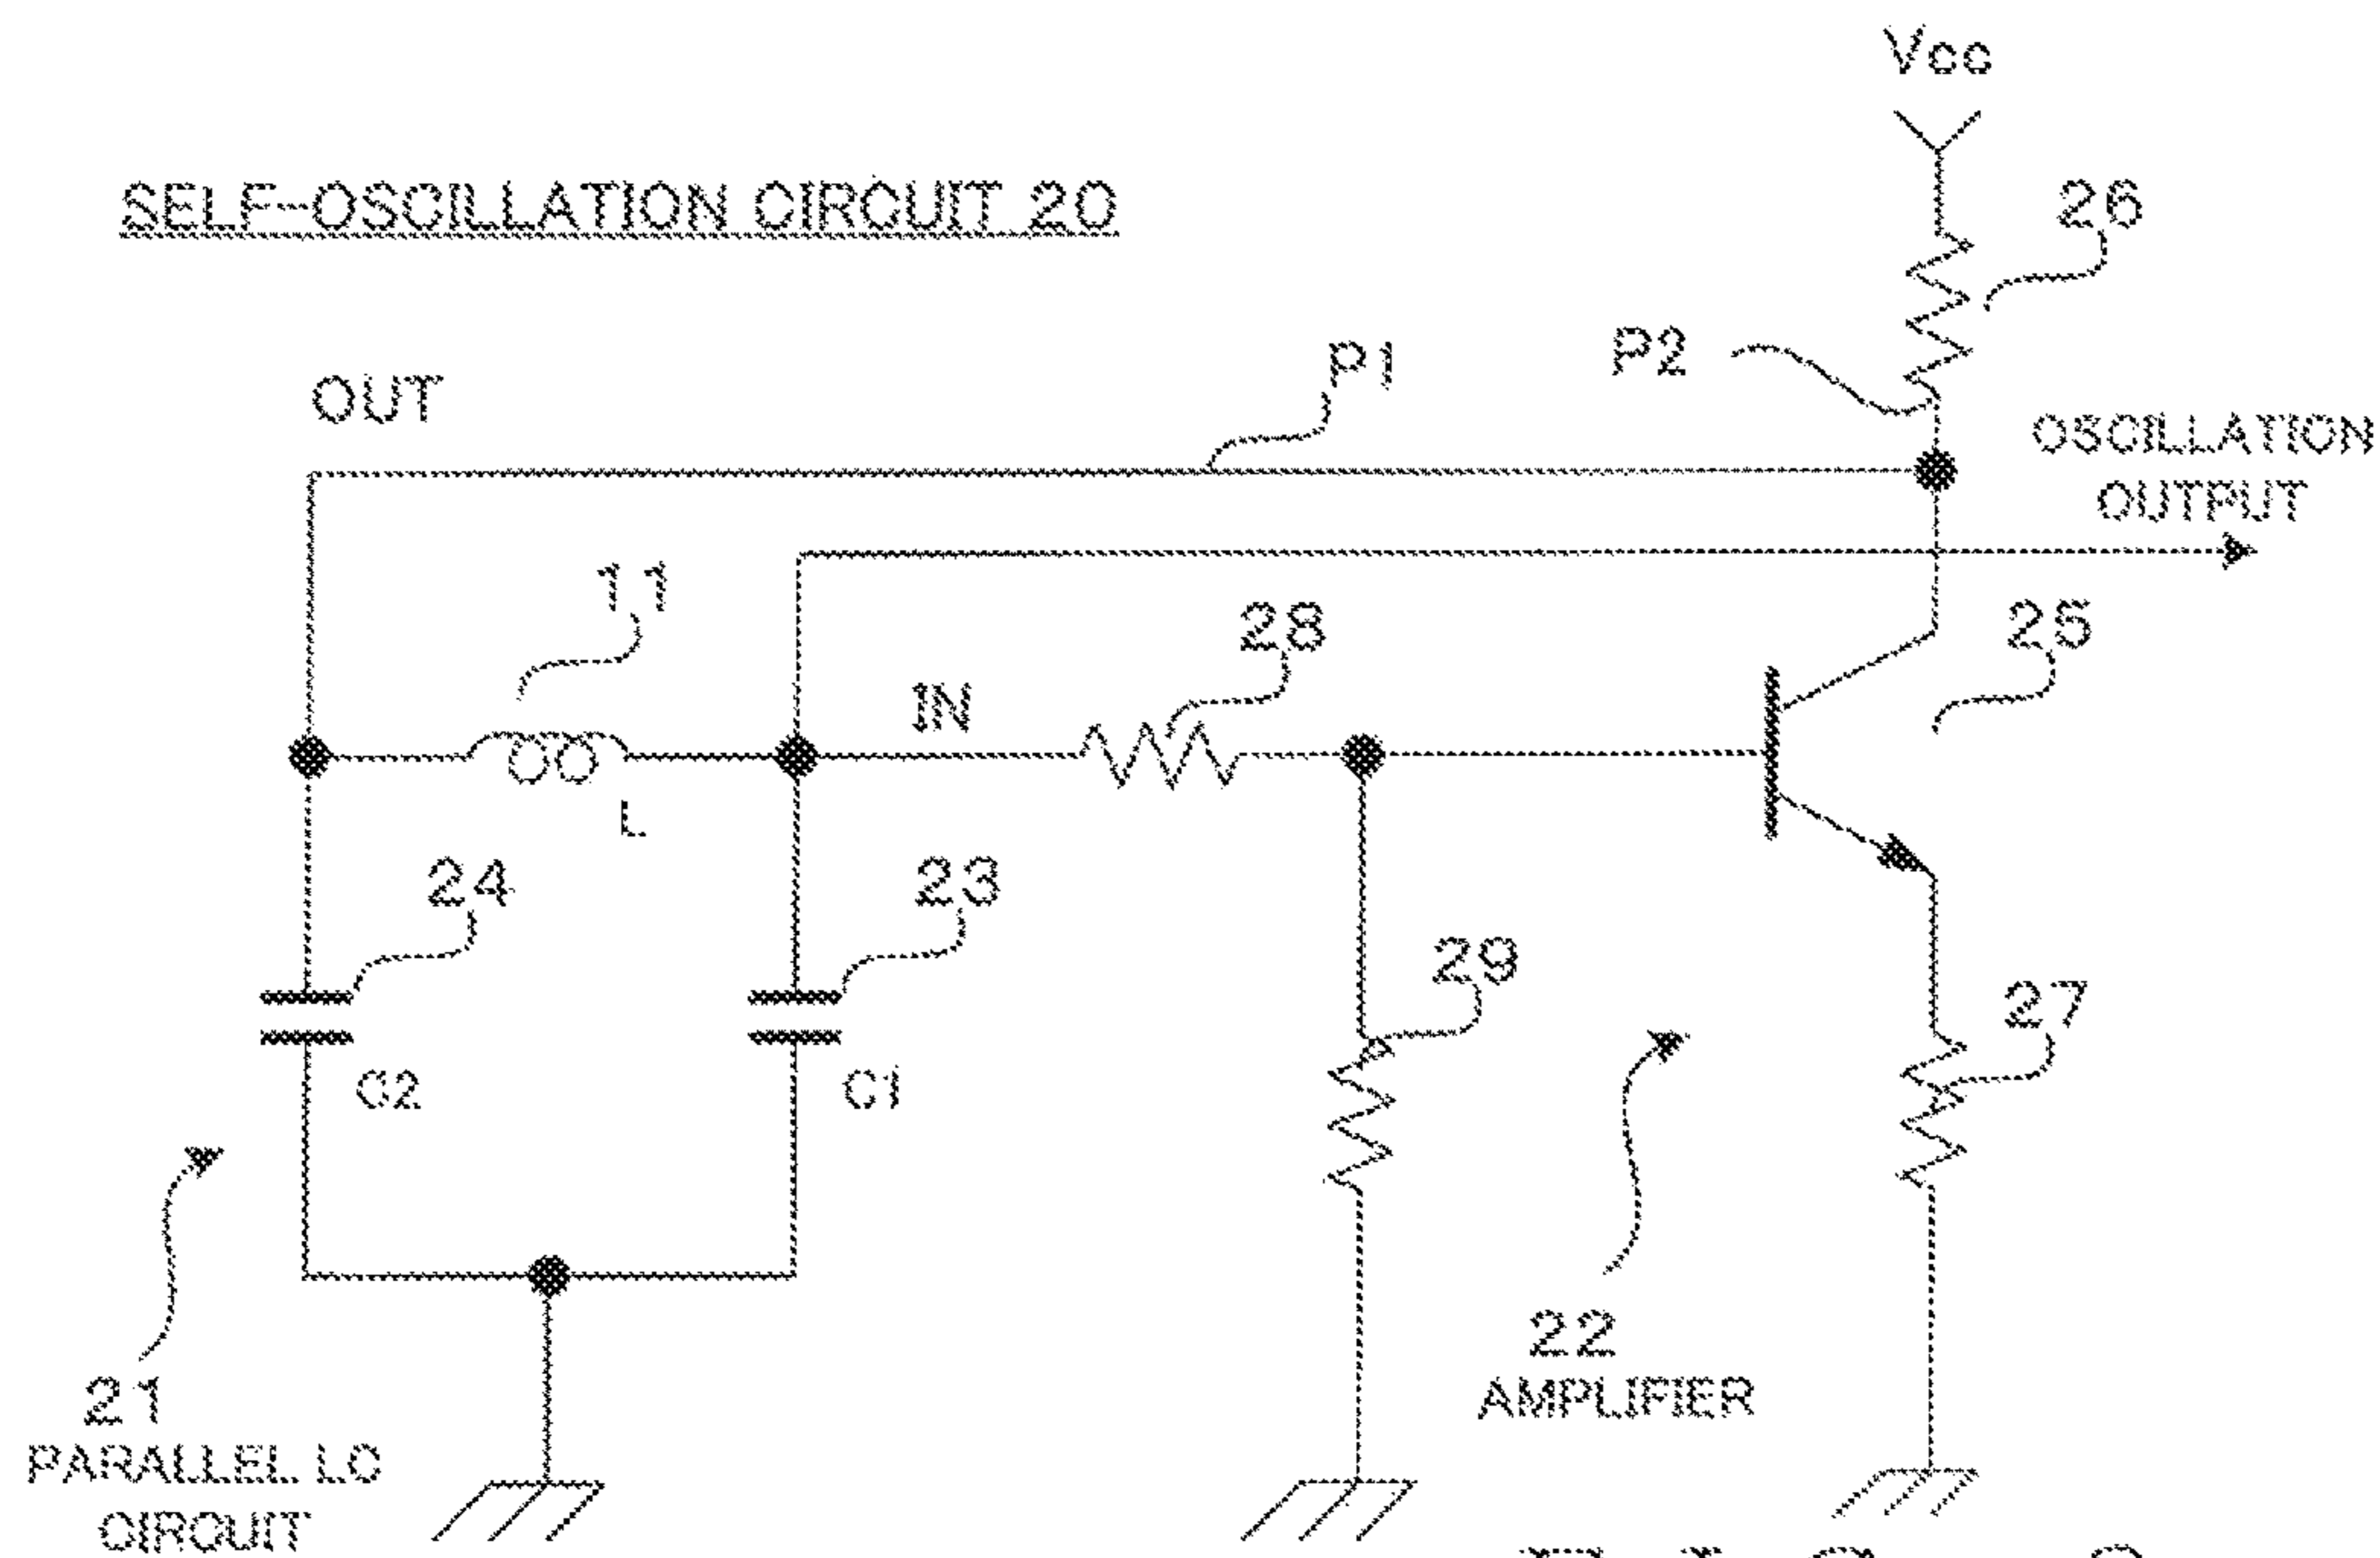 Vcc
SELF-OSCILLATION CIRCUIT 20
26
P1
P2
OUT
OSCILLATION
OUTPUT
11
28
25
IN
L
24
23
29
27
C2
C1
22
AMPLIFIER
21
PARALLEL LC
CIRCUIT